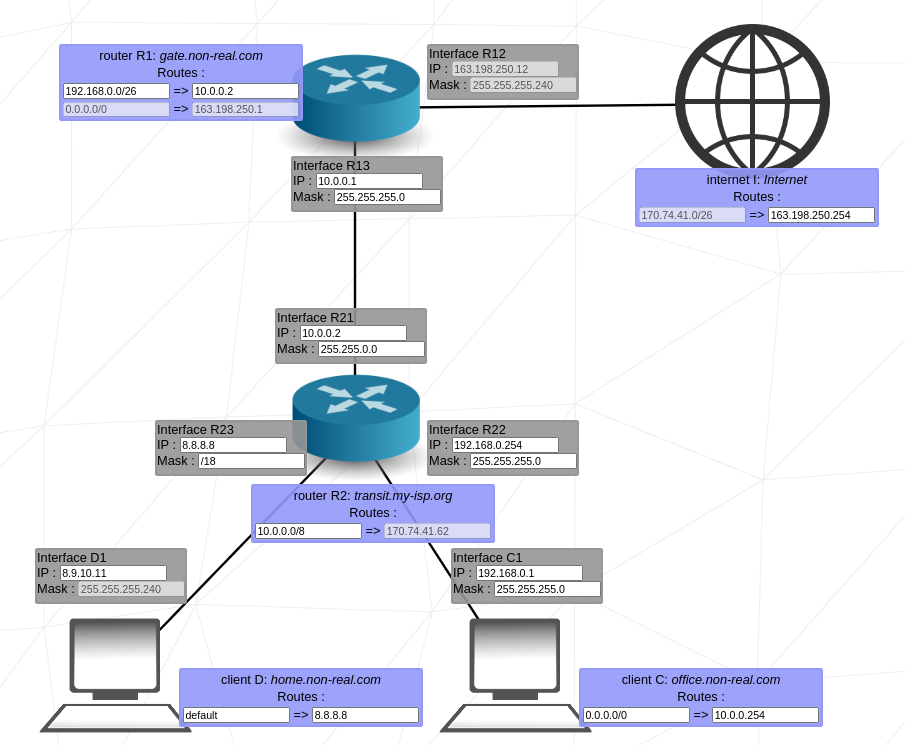 router R1: gate.non-real.com
Routes :
192.168.0.0/26 => 10.0.0.2
0.0.0.0/0 => 163.198.250.1
Interface R12
IP : 163.198.250.12
Mask : 255.255.255.240
Interface R13
IP : 10.0.0.1
Mask : 255.255.255.0
internet I: Internet
Routes :
170.74.41.0/26 => 163.198.250.254
Interface R21
IP : 10.0.0.2
Mask : 255.255.0.0
Interface R23
IP : 8.8.8.8
Mask : /18
Interface R22
IP : 192.168.0.254
Mask : 255.255.255.0
router R2: transit.my-isp.org
Routes :
10.0.0.0/8 => 170.74.41.62
Interface D1
IP : 8.9.10.11
Mask : 255.255.255.240
Interface C1
IP : 192.168.0.1
Mask : 255.255.255.0
client D: home.non-real.com
Routes :
default => 8.8.8.8
client C: office.non-real.com
Routes :
0.0.0.0/0 => 10.0.0.254